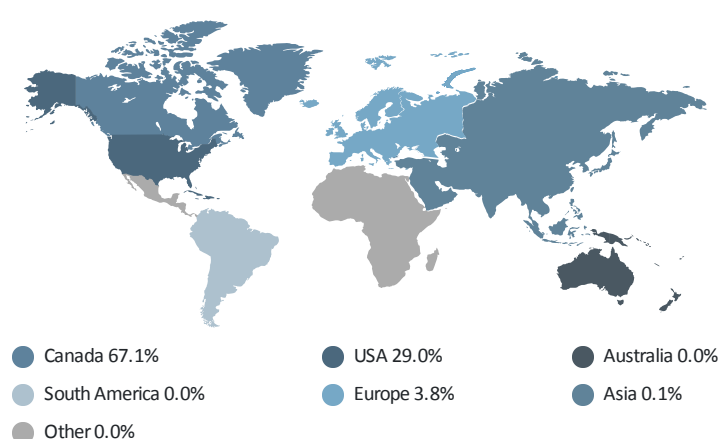 Canada 67.1%
USA 29.0%
Australia 0.0%
South America 0.0%
Europe 3.8%
Asia 0.1%
Other 0.0%